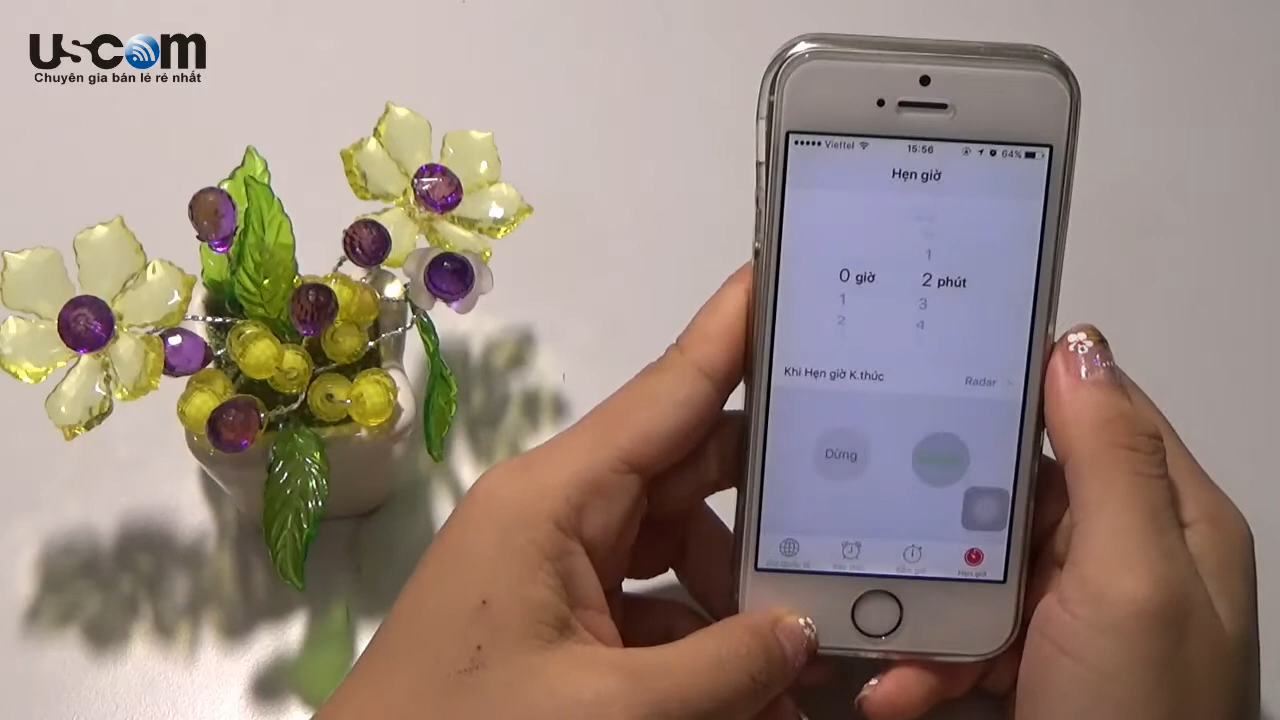 uscom
Chuyên gia bán lẻ rẻ nhất
Viettel 15:56 64%
Hẹn giờ
1
0 giờ 2 phút
1 3
2 4
Khi Hẹn giờ K.thúc Radar >
Dừng
Hẹn giờ